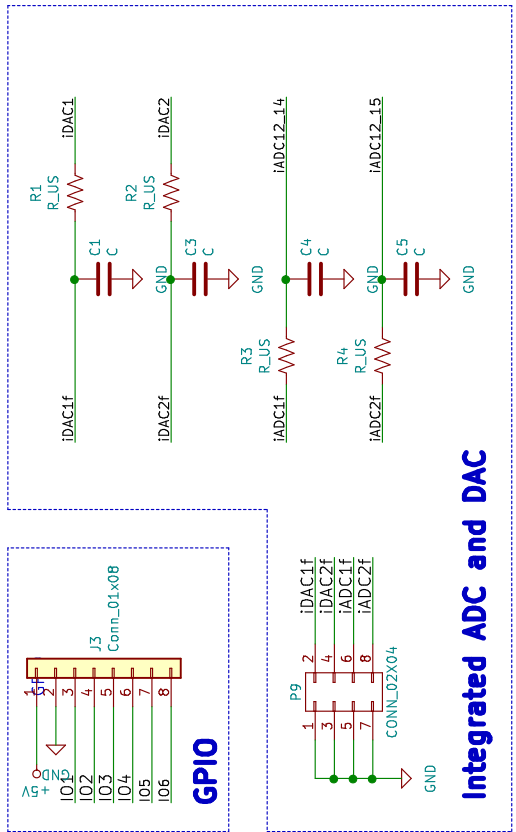 iDAC1
iDAC2
iADC12_14
iADC12_15
R1
R_US
R2
R_US
C1
C
C3
C
C4
C
C5
C
GND
GND
GND
GND
R3
R_US
R4
R_US
iDAC1f
iDAC2f
iADC1f
iADC2f
Integrated ADC and DAC
iDAC1f
iDAC2f
iADC1f
iADC2f
2
4
6
8
P9
CONN_02X04
1
3
5
7
GND
J3
Conn_01x08
1
2
3
4
5
6
7
8
+5V
GND
IO1
IO2
IO3
IO4
IO5
IO6
GPIO